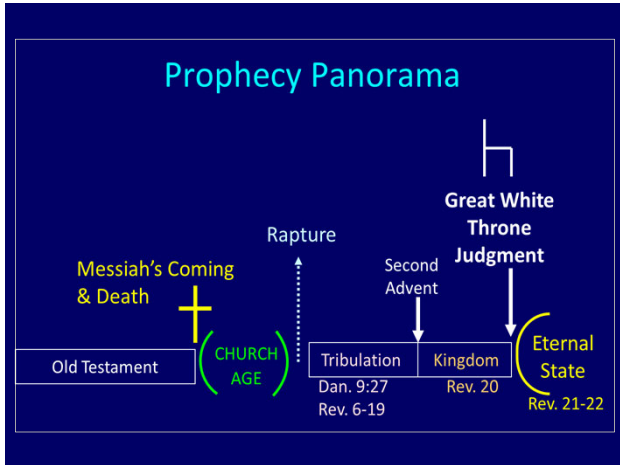 Prophecy Panorama
Great White
Throne
Judgment
Rapture
Second
Advent
Messiah's Coming
& Death
Old Testament
CHURCH
AGE
Tribulation
Kingdom
Eternal
State
Dan. 9:27
Rev. 6-19
Rev. 20
Rev. 21-22